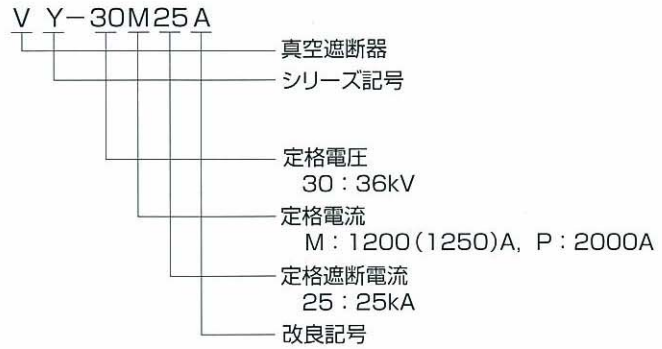 VY-30M25A
真空遮断器
シリーズ記号
定格電圧
30：36kV
定格電流
M：1200(1250)A, P：2000A
定格遮断電流
25：25kA
改良記号